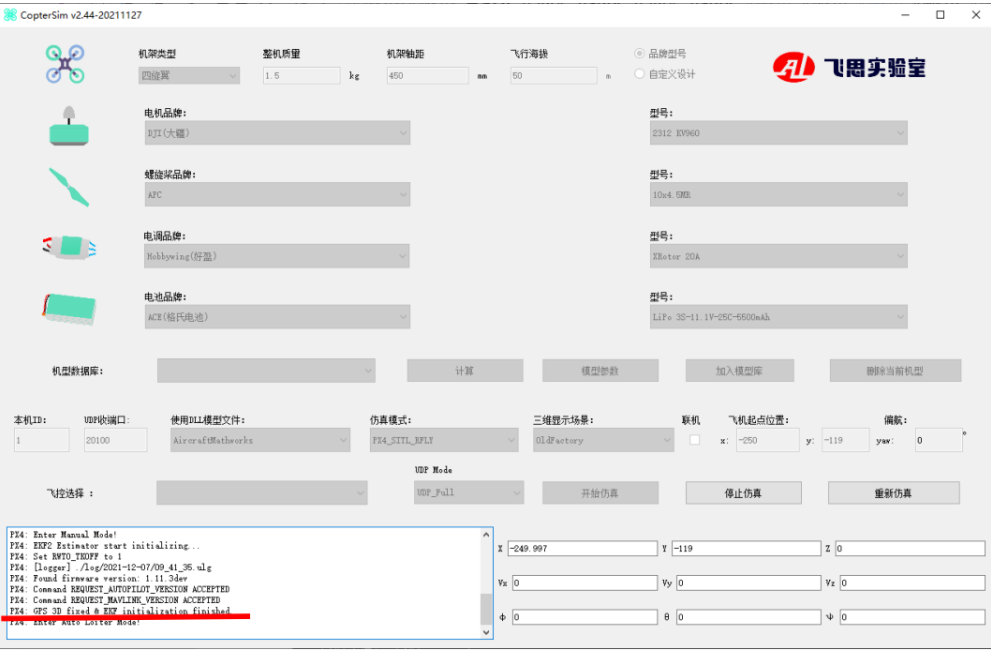 CopterSim v2.44-20211127
机架类型 整机质量 机架轴距 飞行海拔 品牌型号
四旋翼 1.5 kg 450 mm 50 m 自定义设计
飞思实验室
电机品牌: 型号:
DJI(大疆) 2312 KV960
螺旋桨品牌: 型号:
APC 10x4.5MR
电调品牌: 型号:
Hobbywing(好盈) XRotor 20A
电池品牌: 型号:
ACE(格氏电池) LiPo 3S-11.1V-25C-5500mAh
机型数据库: 计算 模型参数 加入模型库 删除当前机型
本机ID: UDP收端口: 使用DLL模型文件: 仿真模式: 三维显示场景: 联机 飞机起点位置: 偏航:
1 20100 AircraftMathworks PX4_SITL_RFLY OldFactory x: -250 y: -119 yaw: 0 °
UDP Mode
飞控选择 : UDP_Full 开始仿真 停止仿真 重新仿真
PX4: Enter Manual Mode!
PX4: EKF2 Estimator start initializing...
PX4: Set RWTO_TKOFF to 1
PX4: [logger] ./log/2021-12-07/09_41_35.ulg
PX4: Found firmware version: 1.11.3dev
PX4: Command REQUEST_AUTOPILOT_VERSION ACCEPTED
PX4: Command REQUEST_MAVLINK_VERSION ACCEPTED
PX4: GPS 3D fixed & EKF initialization finished.
PX4: Enter Auto Loiter Mode!
X -249.997 Y -119 Z 0
Vx 0 Vy 0 Vz 0
ϕ 0 θ 0 ψ 0